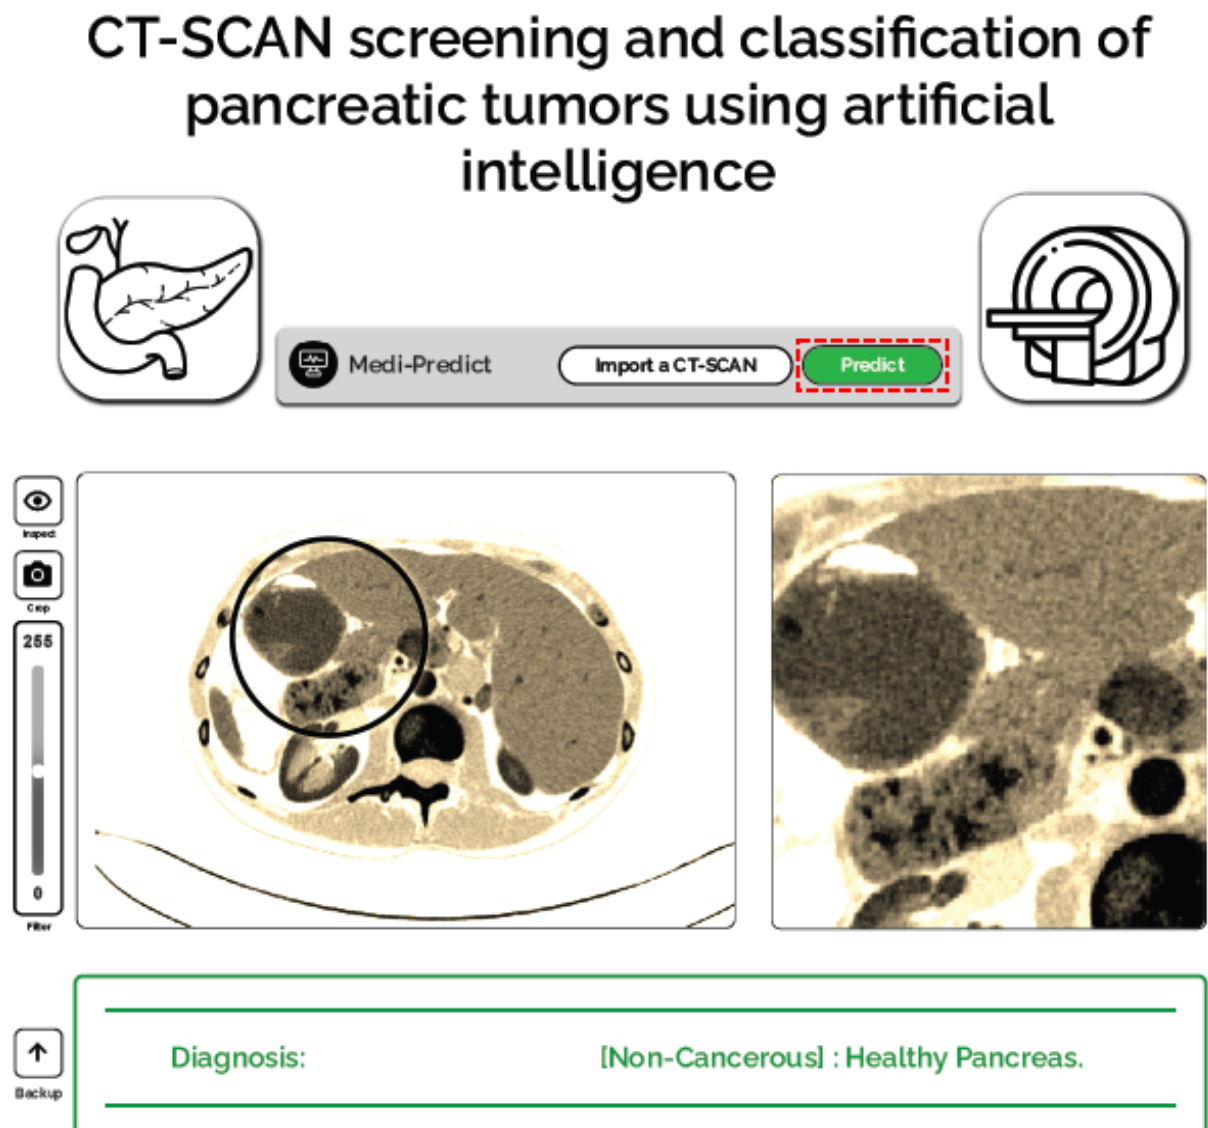 CT-SCAN screening and classification of
pancreatic tumors using artificial
intelligence
Medi-Predict
Import a CT-SCAN
Predict
Inspect
Crop
255
0
Filter
Diagnosis:
[Non-Cancerous] : Healthy Pancreas.
Backup